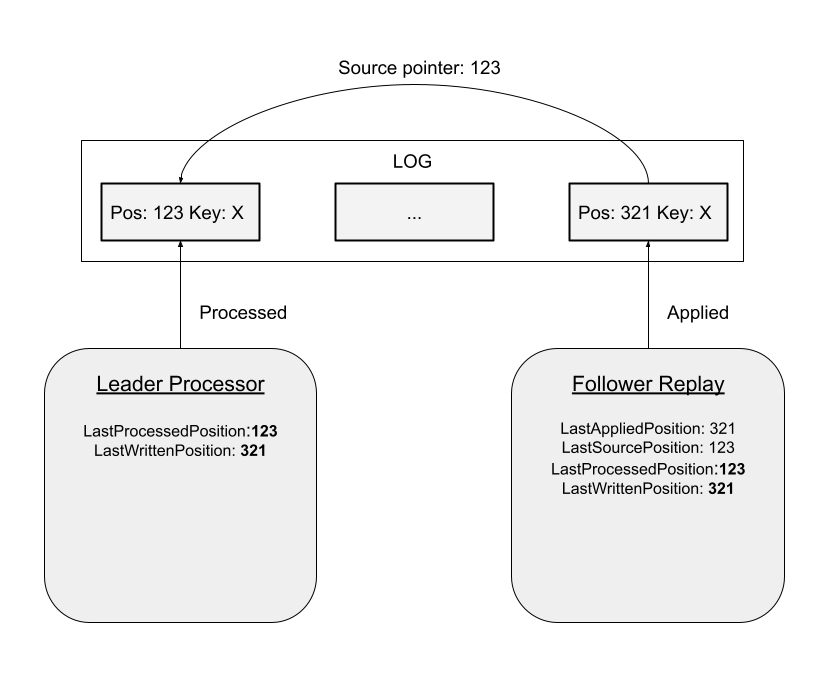 Source pointer: 123
LOG
Pos: 123 Key: X
...
Pos: 321 Key: X
Processed
Applied
Leader Processor
LastProcessedPosition:123
LastWrittenPosition: 321
Follower Replay
LastAppliedPosition: 321
LastSourcePosition: 123
LastProcessedPosition:123
LastWrittenPosition: 321